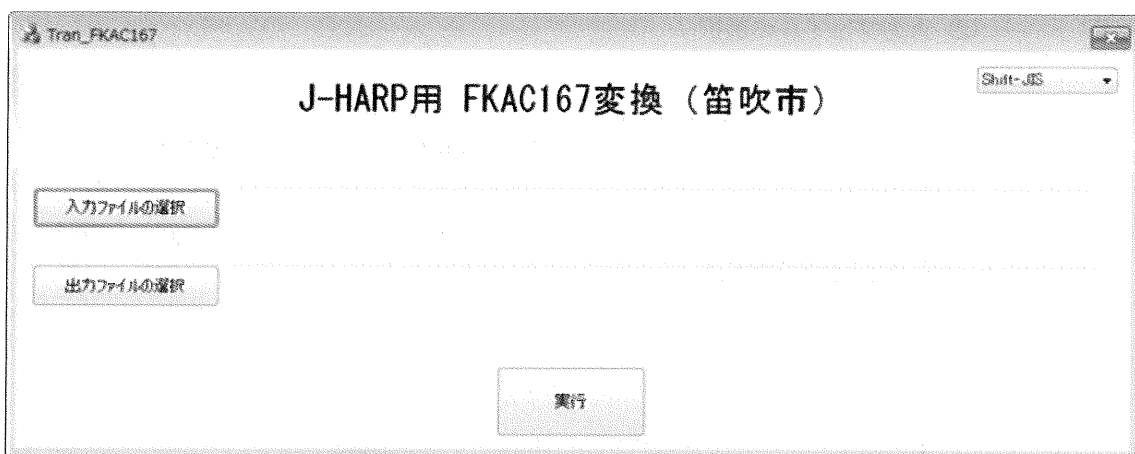 Tran_FKAC167
Shift-JIS
J-HARP用 FKAC167変換（笛吹市）
入力ファイルの選択
出力ファイルの選択
実行